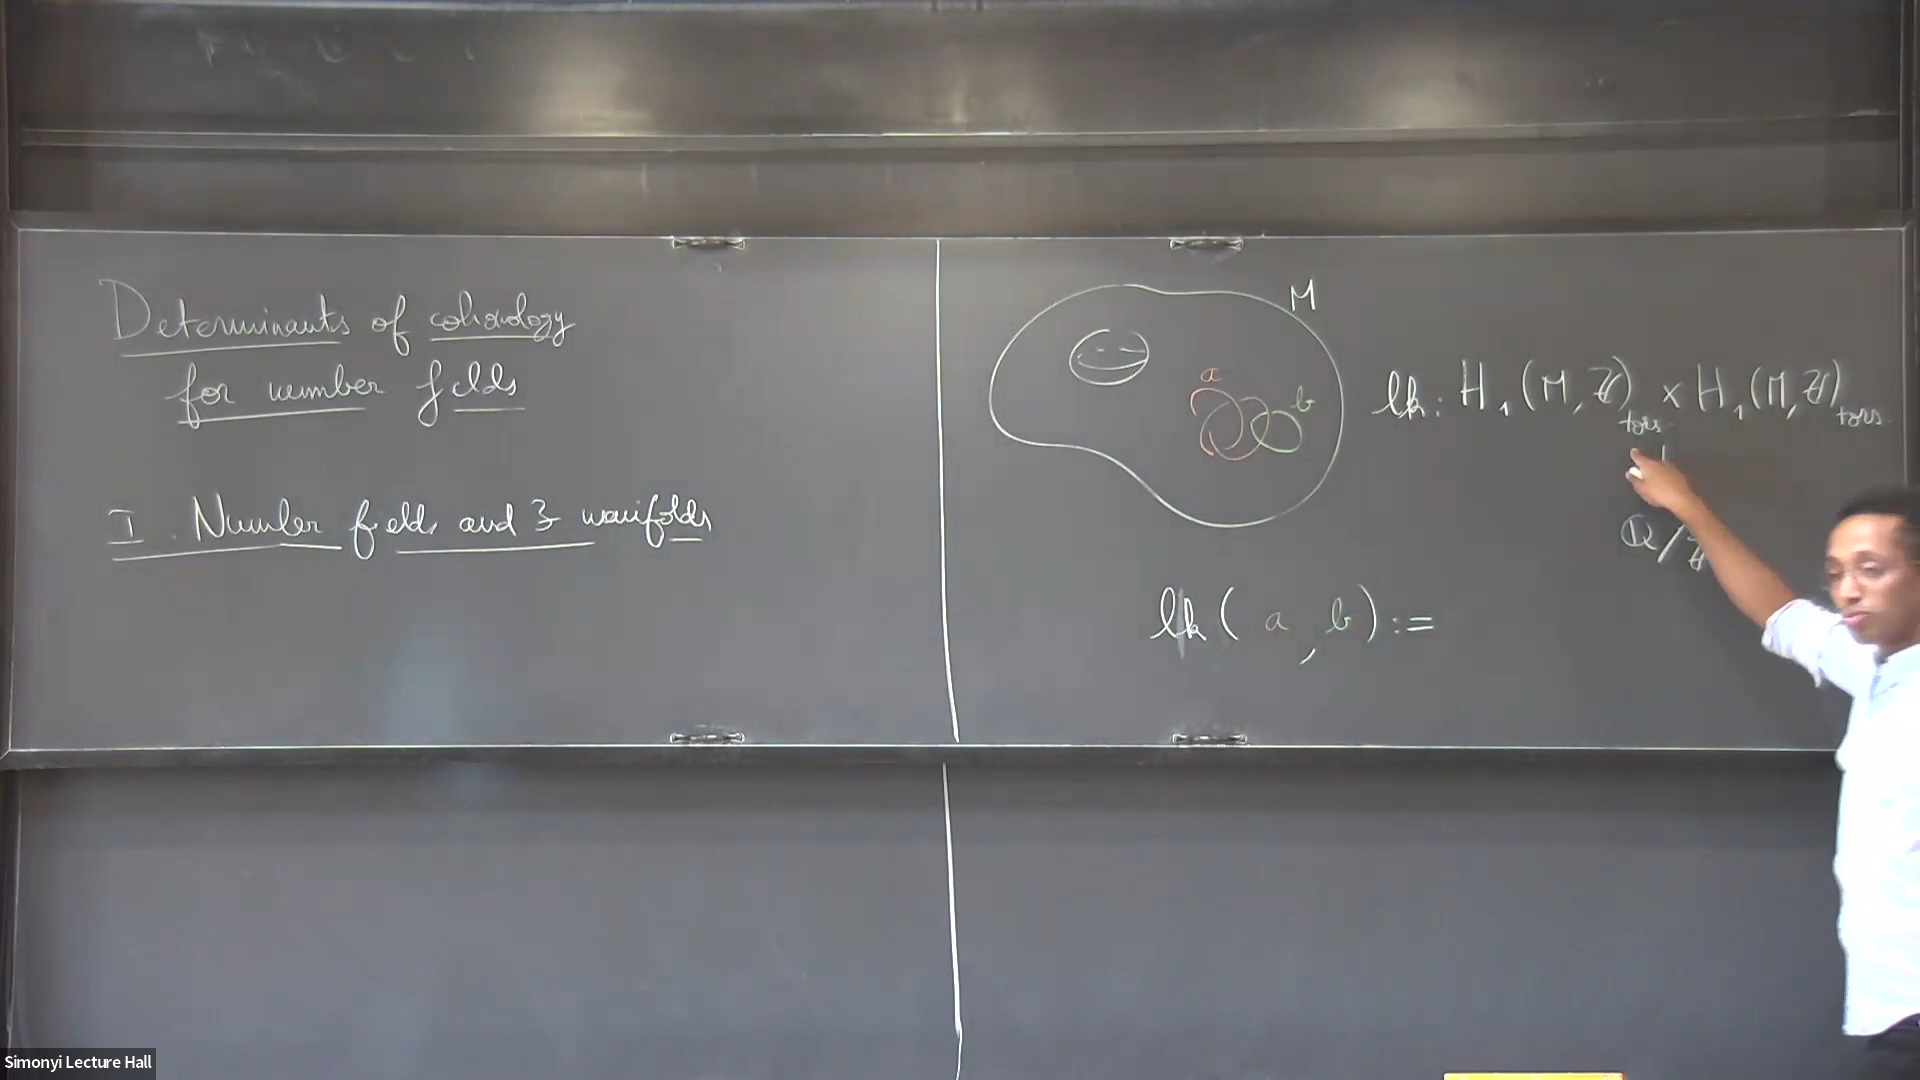 Determinants of cohomology
for number fields
I. Number fields and 3 manifolds
M
a
b
lk: H₁(M,ℤ)tors × H₁(M,ℤ)tors
ℚ/ℤ
lk(a, b) :=
Simonyi Lecture Hall